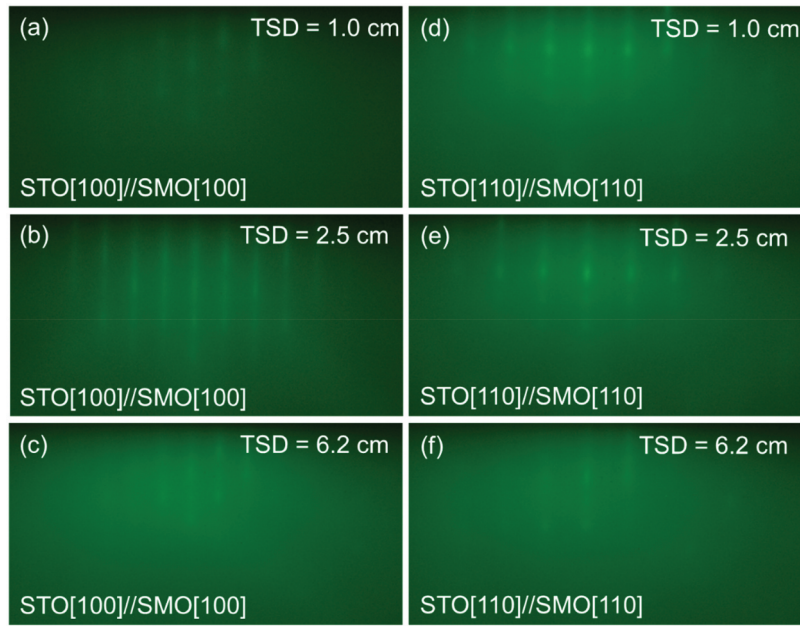 (a) TSD = 1.0 cm
STO[100]//SMO[100]
(b) TSD = 2.5 cm
STO[100]//SMO[100]
(c) TSD = 6.2 cm
STO[100]//SMO[100]
(d) TSD = 1.0 cm
STO[110]//SMO[110]
(e) TSD = 2.5 cm
STO[110]//SMO[110]
(f) TSD = 6.2 cm
STO[110]//SMO[110]